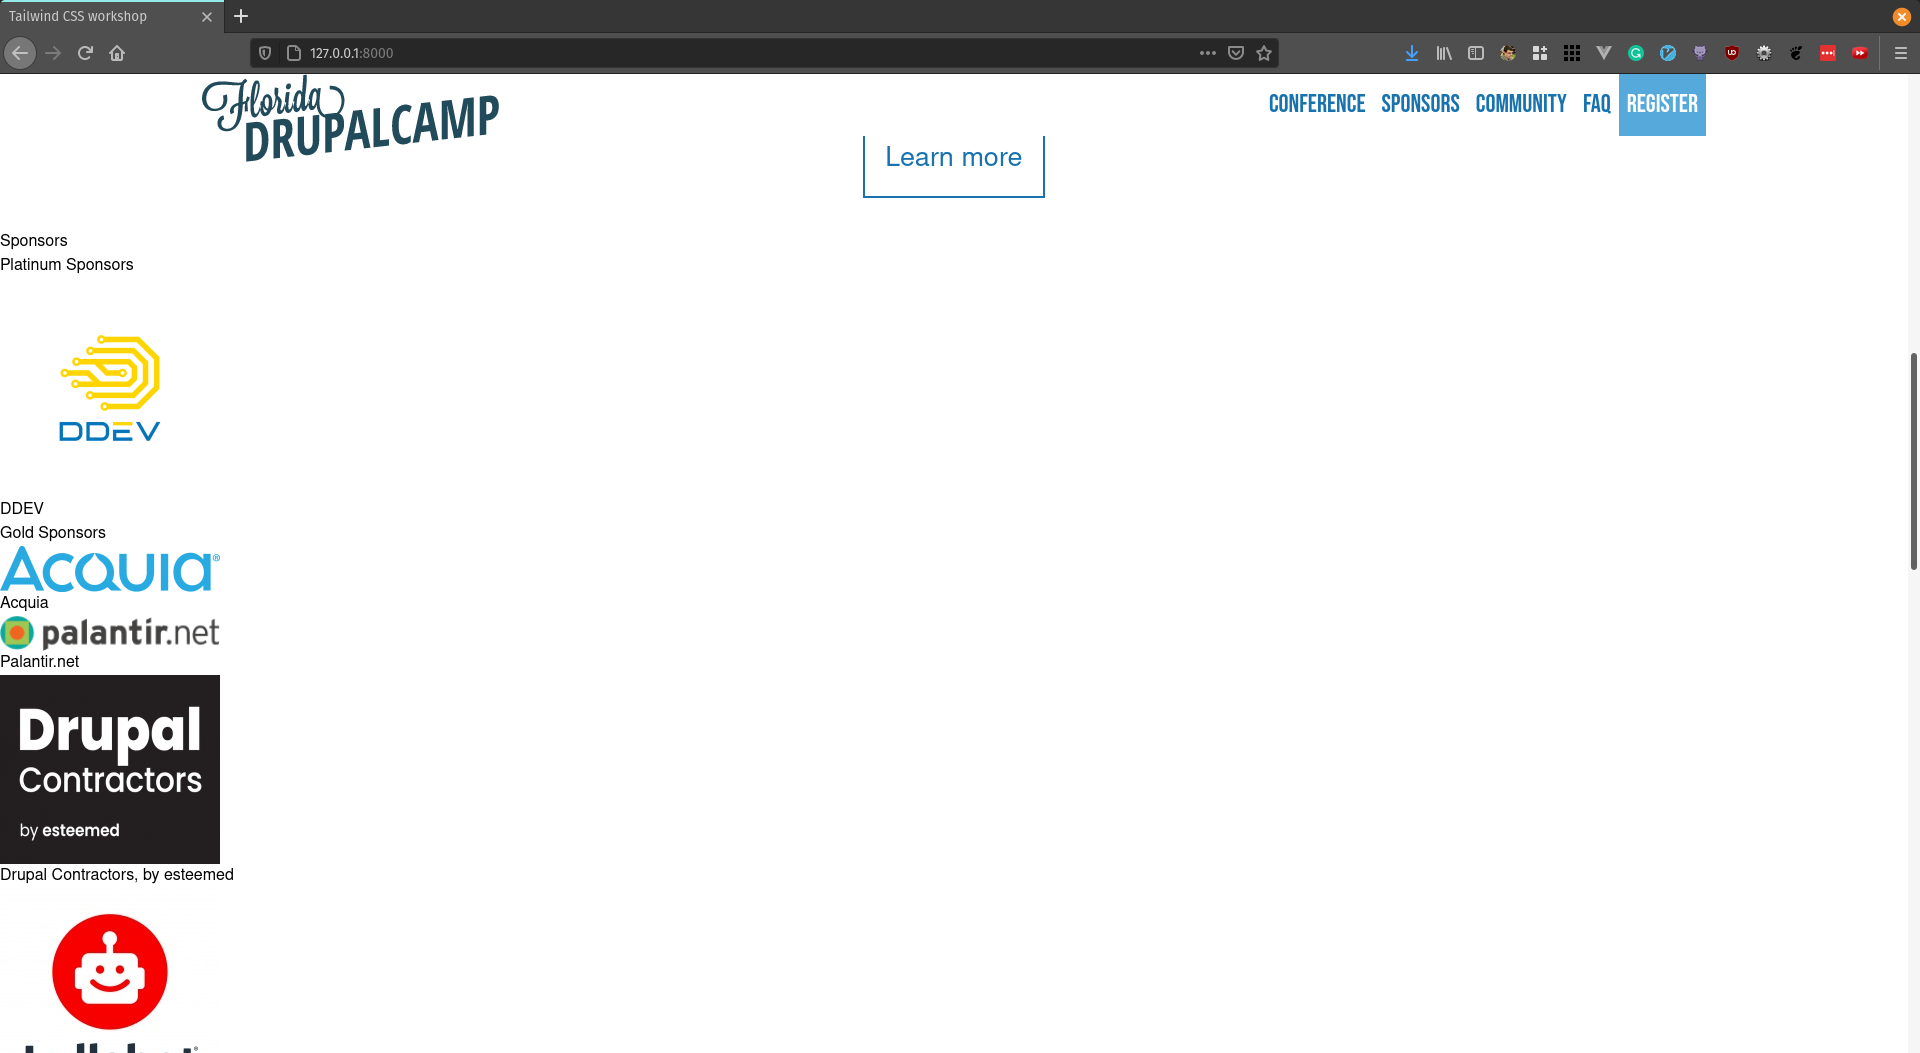 Tailwind CSS workshop
127.0.0.1:8000
Florida
DRUPALCAMP
CONFERENCE SPONSORS COMMUNITY FAQ REGISTER
Learn more
Sponsors
Platinum Sponsors
DDEV
DDEV
Gold Sponsors
Acquia®
Acquia
palantir.net
Palantir.net
Drupal
Contractors
by esteemed
Drupal Contractors, by esteemed